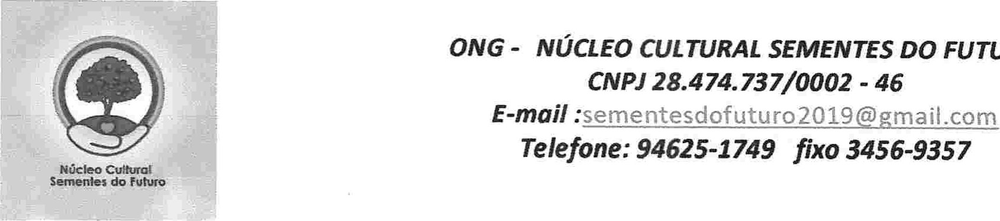 Núcleo Cultural
Sementes do Futuro
ONG - NÚCLEO CULTURAL SEMENTES DO FUTU
CNPJ 28.474.737/0002 - 46
E-mail :sementesdofuturo2019@gmail.com
Telefone: 94625-1749 fixo 3456-9357